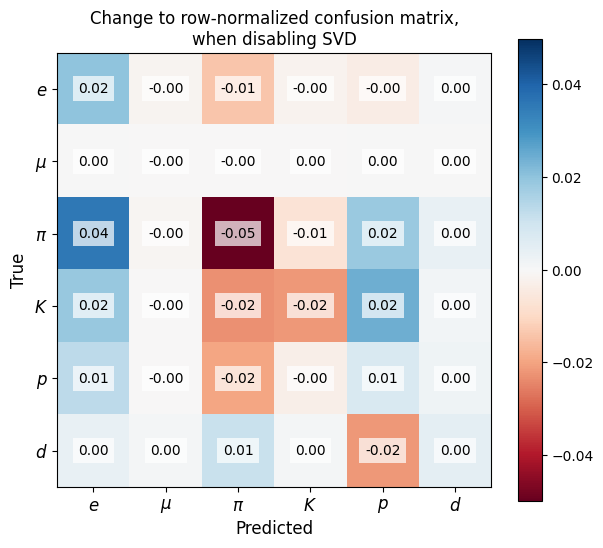 Change to row-normalized confusion matrix,
when disabling SVD
e 0.02 -0.00 -0.01 -0.00 -0.00 0.00
μ 0.00 -0.00 -0.00 0.00 0.00 0.00
π 0.04 -0.00 -0.05 -0.01 0.02 0.00
K 0.02 -0.00 -0.02 -0.02 0.02 0.00
p 0.01 -0.00 -0.02 -0.00 0.01 0.00
d 0.00 0.00 0.01 0.00 -0.02 0.00
e μ π K p d
True
Predicted
0.04
0.02
0.00
−0.02
−0.04